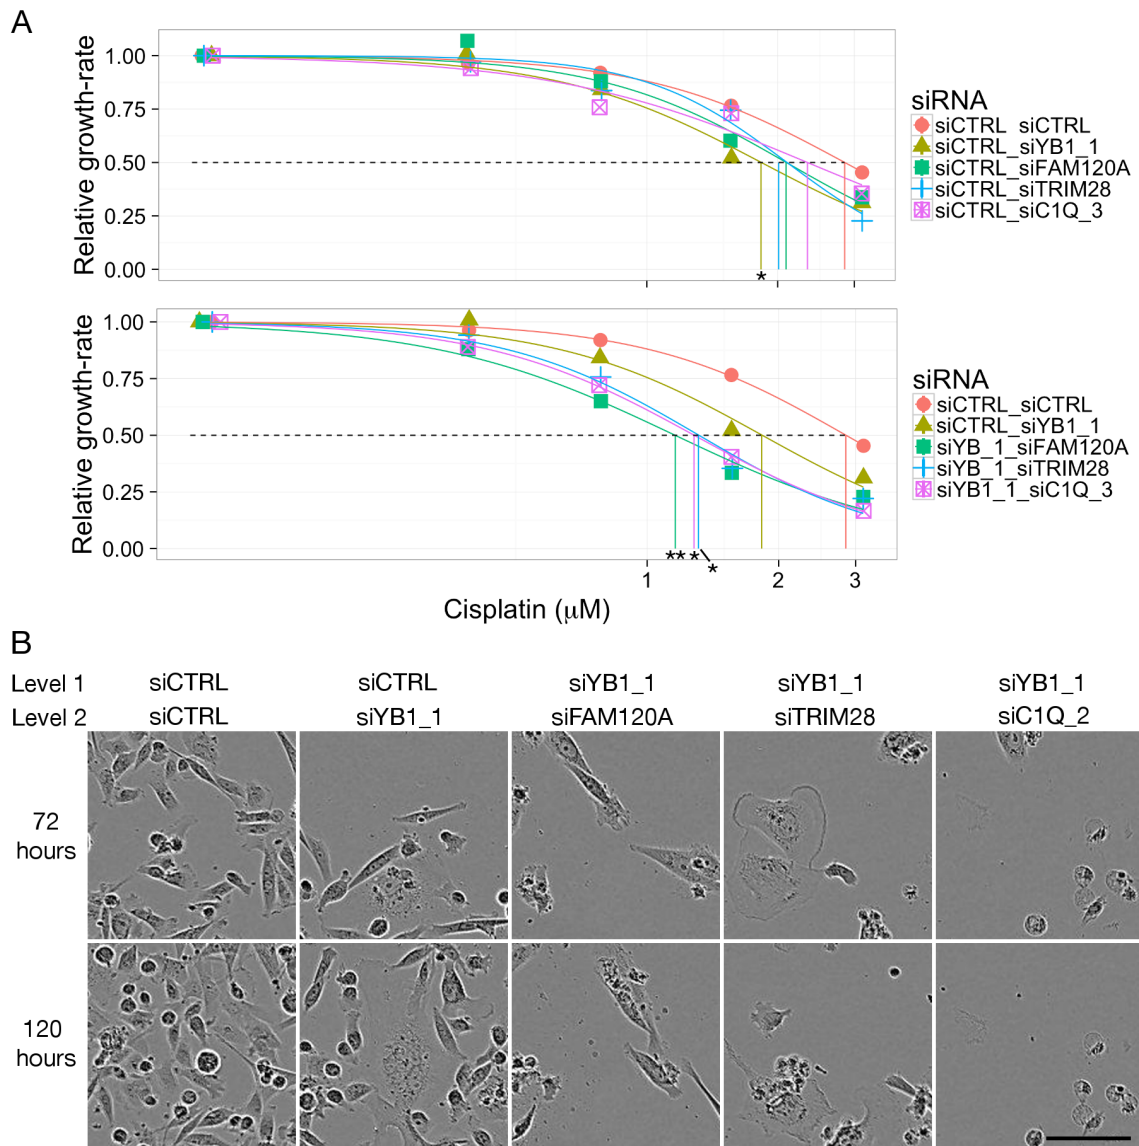 A
Relative growth-rate
1.00
0.75
0.50
0.25
0.00
*
siRNA
siCTRL siCTRL
siCTRL_siYB1_1
siCTRL_siFAM120A
siCTRL_siTRIM28
siCTRL_siC1Q_3
Relative growth-rate
1.00
0.75
0.50
0.25
0.00
** * *
1 2 3
Cisplatin (μM)
siRNA
siCTRL_siCTRL
siCTRL_siYB1_1
siYB_1_siFAM120A
siYB_1_siTRIM28
siYB1_1_siC1Q_3
B
Level 1 siCTRL siCTRL siYB1_1 siYB1_1 siYB1_1
Level 2 siCTRL siYB1_1 siFAM120A siTRIM28 siC1Q_2
72
hours
120
hours